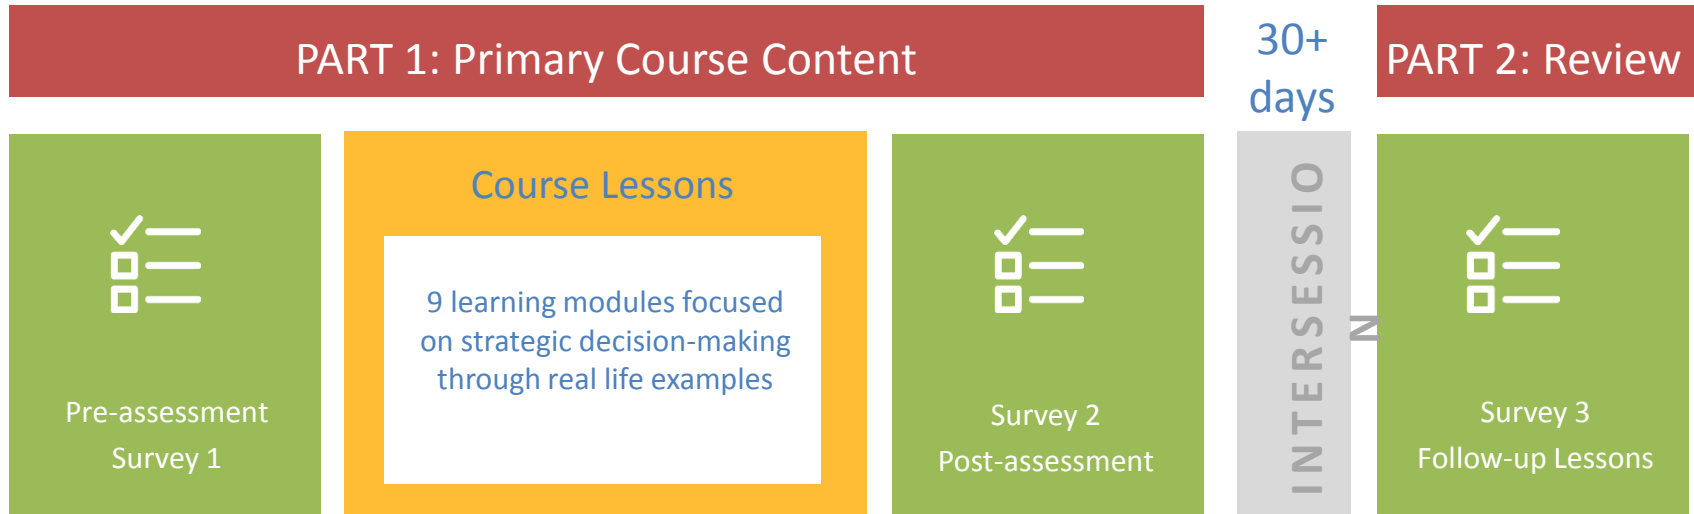 PART 1: Primary Course Content
30+
days
PART 2: Review
Pre-assessment
Survey 1
Course Lessons
9 learning modules focused
on strategic decision-making
through real life examples
Survey 2
Post-assessment
INTERSESSIO
N
Survey 3
Follow-up Lessons